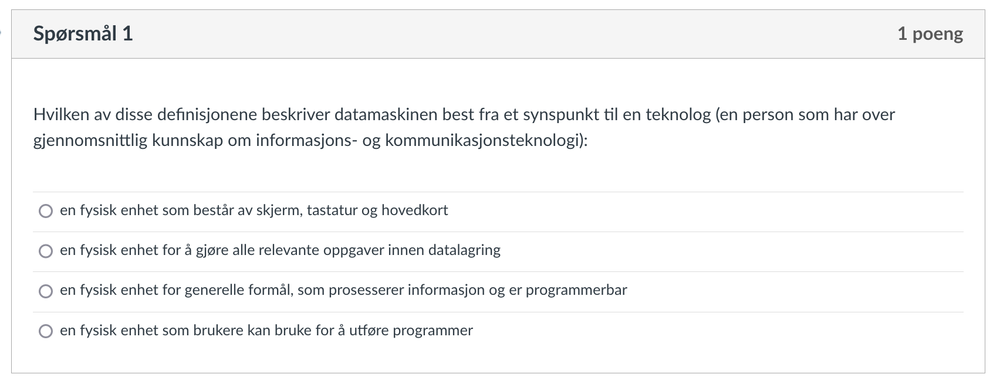 Spørsmål 1
1 poeng
Hvilken av disse definisjonene beskriver datamaskinen best fra et synspunkt til en teknolog (en person som har over
gjennomsnittlig kunnskap om informasjons- og kommunikasjonsteknologi):
en fysisk enhet som består av skjerm, tastatur og hovedkort
en fysisk enhet for å gjøre alle relevante oppgaver innen datalagring
en fysisk enhet for generelle formål, som prosesserer informasjon og er programmerbar
en fysisk enhet som brukere kan bruke for å utføre programmer